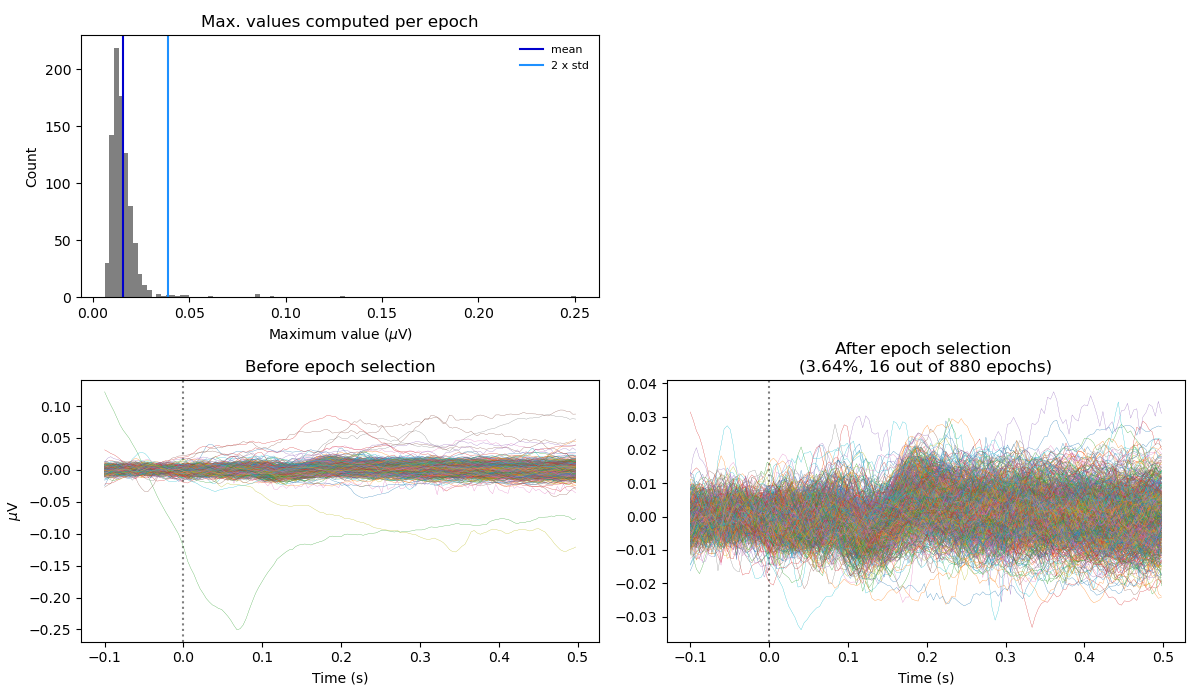 Max. values computed per epoch
mean
2 x std
200
150
100
50
0
Count
0.00 0.05 0.10 0.15 0.20 0.25
Maximum value (μV)
Before epoch selection
0.10
0.05
0.00
−0.05
−0.10
−0.15
−0.20
−0.25
μV
−0.1 0.0 0.1 0.2 0.3 0.4 0.5
Time (s)
After epoch selection
(3.64%, 16 out of 880 epochs)
0.04
0.03
0.02
0.01
0.00
−0.01
−0.02
−0.03
−0.1 0.0 0.1 0.2 0.3 0.4 0.5
Time (s)